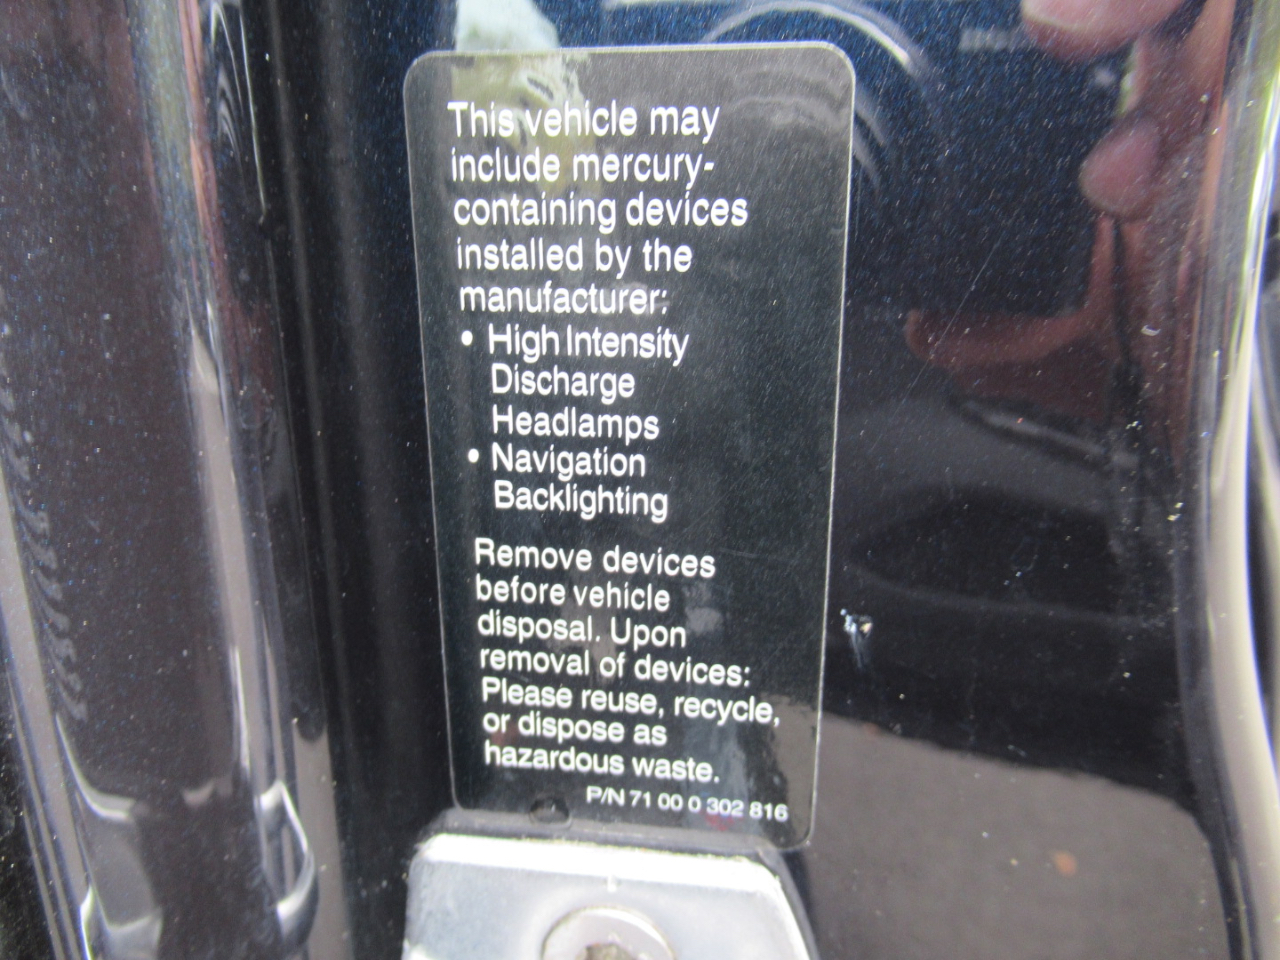 This vehicle may
include mercury-
containing devices
installed by the
manufacturer:
• High Intensity
Discharge
Headlamps
• Navigation
Backlighting
Remove devices
before vehicle
disposal. Upon
removal of devices:
Please reuse, recycle,
or dispose as
hazardous waste.
P/N 71 00 0 302 816